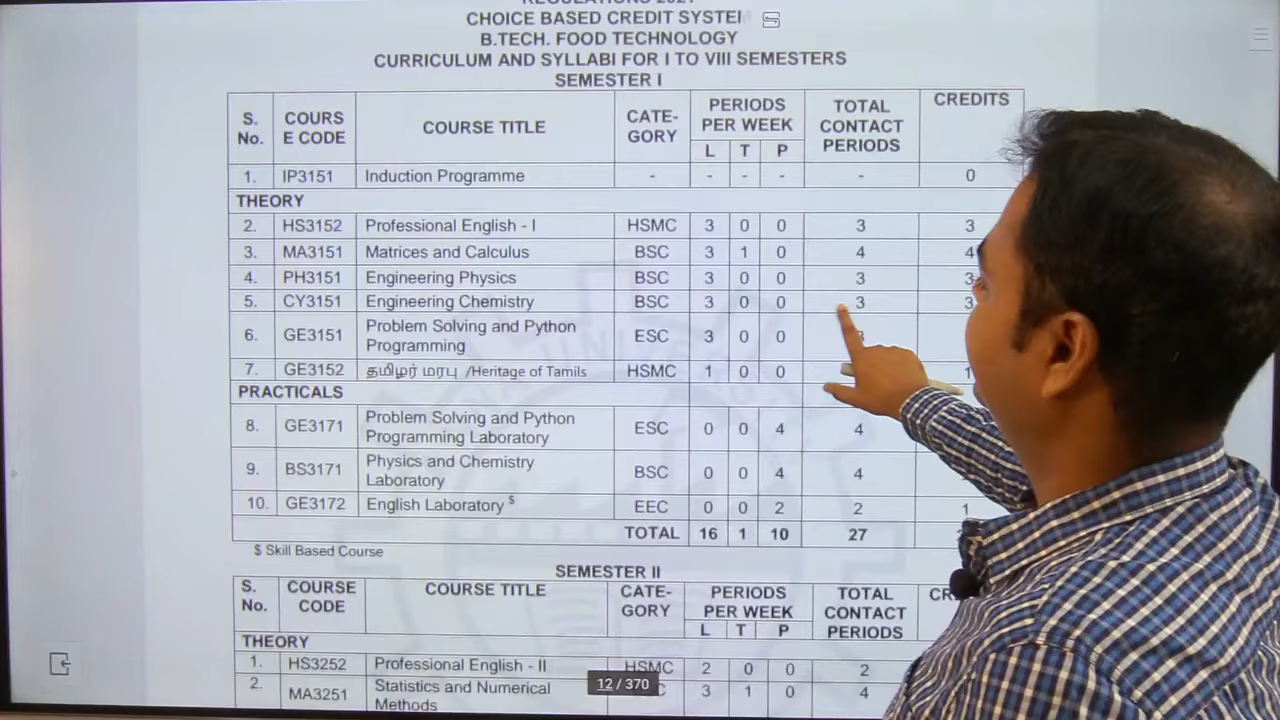 REGULATIONS 2021
CHOICE BASED CREDIT SYSTEM
B.TECH. FOOD TECHNOLOGY
CURRICULUM AND SYLLABI FOR I TO VIII SEMESTERS
SEMESTER I
S. No. COURS E CODE COURSE TITLE CATE- GORY PERIODS PER WEEK TOTAL CONTACT PERIODS CREDITS
L T P
1. IP3151 Induction Programme - - - - - 0
THEORY
2. HS3152 Professional English - I HSMC 3 0 0 3 3
3. MA3151 Matrices and Calculus BSC 3 1 0 4 4
4. PH3151 Engineering Physics BSC 3 0 0 3 3
5. CY3151 Engineering Chemistry BSC 3 0 0 3 3
6. GE3151 Problem Solving and Python Programming ESC 3 0 0 3
7. GE3152 தமிழர் மரபு /Heritage of Tamils HSMC 1 0 0 1
PRACTICALS
8. GE3171 Problem Solving and Python Programming Laboratory ESC 0 0 4 4
9. BS3171 Physics and Chemistry Laboratory BSC 0 0 4 4
10. GE3172 English Laboratory $ EEC 0 0 2 2 1
TOTAL 16 1 10 27
$ Skill Based Course
SEMESTER II
S. No. COURSE CODE COURSE TITLE CATE- GORY PERIODS PER WEEK TOTAL CONTACT PERIODS CR
L T P
THEORY
1. HS3252 Professional English - II HSMC 2 0 0 2
2. MA3251 Statistics and Numerical Methods C 3 1 0 4
12 / 370